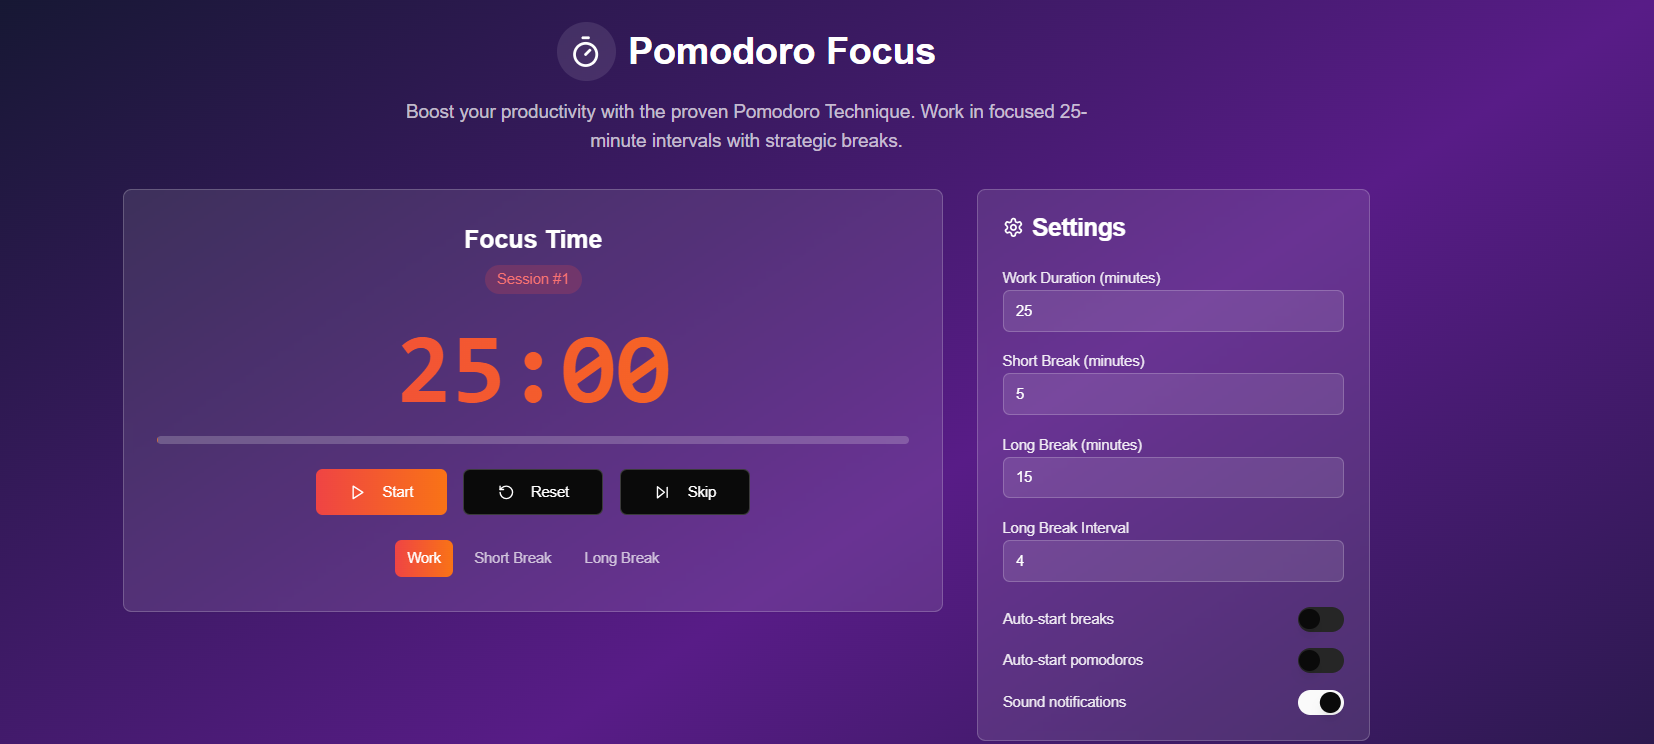 Pomodoro Focus
Boost your productivity with the proven Pomodoro Technique. Work in focused 25-
minute intervals with strategic breaks.
Focus Time
Session #1
25:00
Start
Reset
Skip
Work
Short Break
Long Break
Settings
Work Duration (minutes)
25
Short Break (minutes)
5
Long Break (minutes)
15
Long Break Interval
4
Auto-start breaks
Auto-start pomodoros
Sound notifications